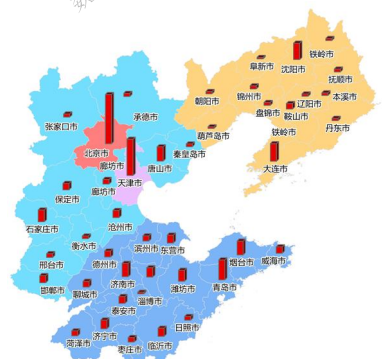 铁岭市
阜新市
沈阳市
抚顺市
朝阳市
锦州市
辽阳市
本溪市
盘锦市
鞍山市
承德市
张家口市
葫芦岛市
铁岭市
丹东市
北京市
秦皇岛市
廊坊市
唐山市
大连市
天津市
廊坊市
保定市
沧州市
石家庄市
衡水市
滨州市
东营市
邢台市
德州市
烟台市
威海市
邯郸市
聊城市
济南市
潍坊市
青岛市
淄博市
泰安市
日照市
济宁市
菏泽市
枣庄市
临沂市